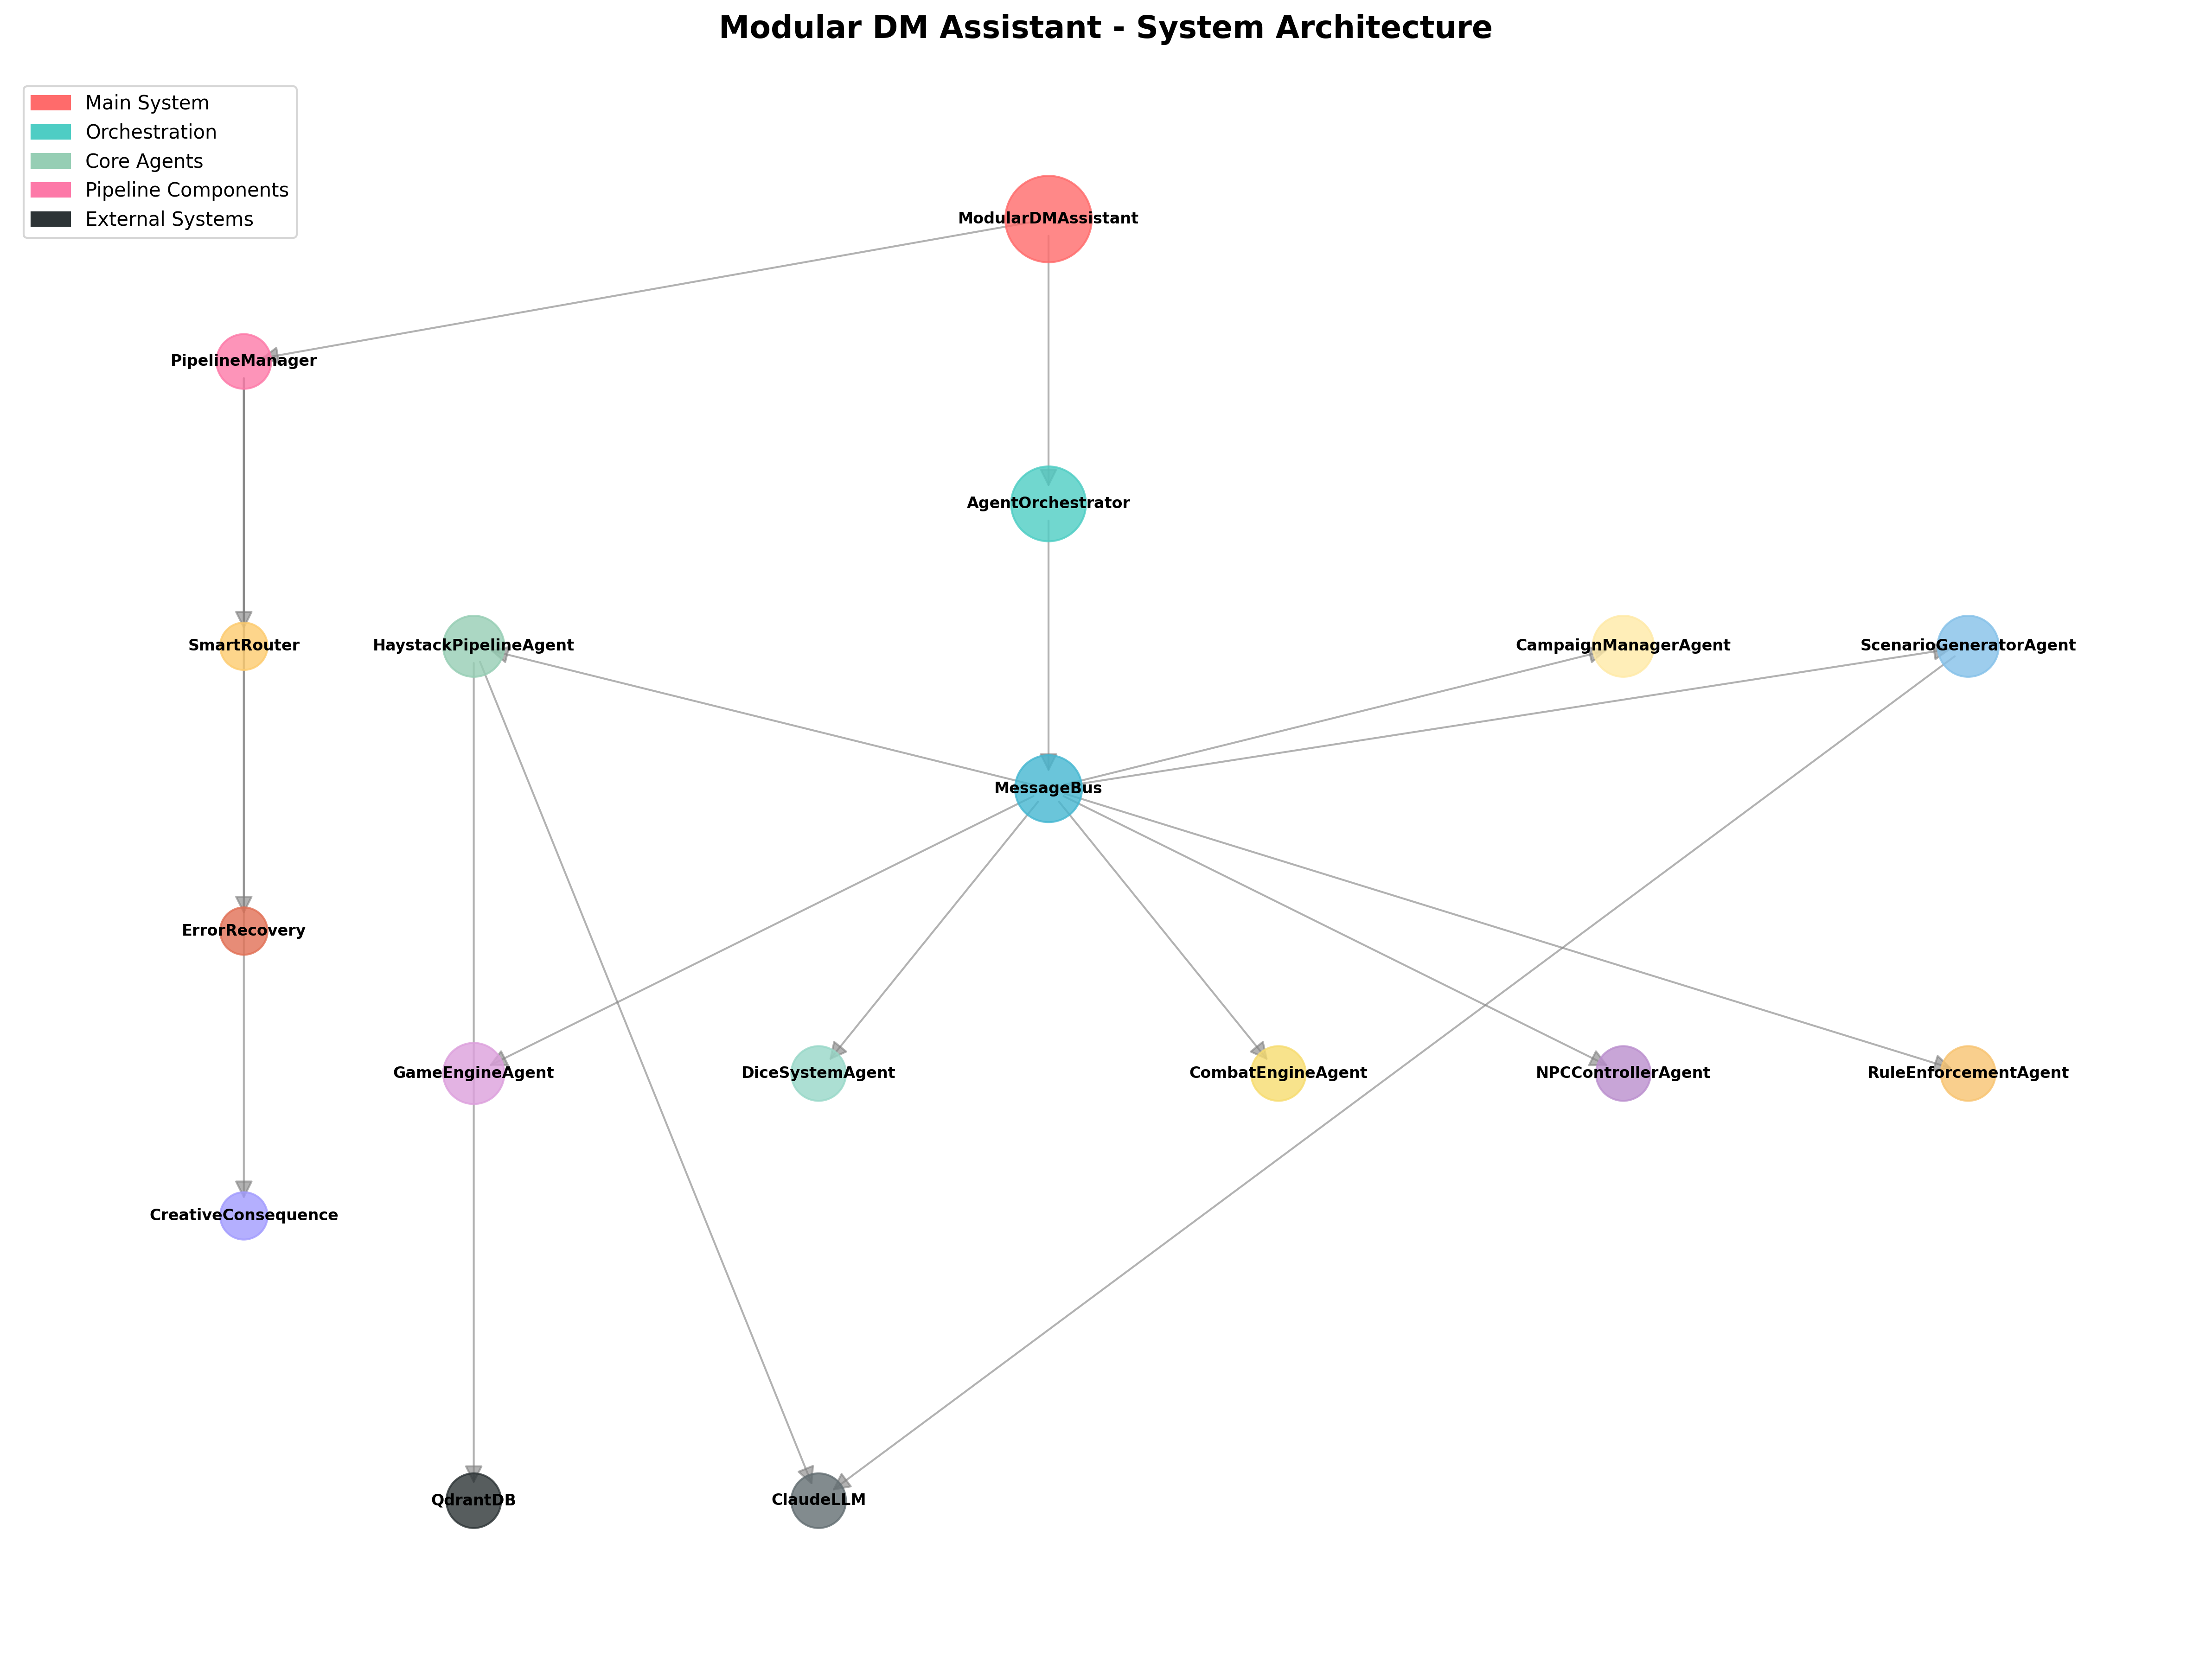 Modular DM Assistant - System Architecture
Main System
Orchestration
Core Agents
Pipeline Components
External Systems
ModularDMAssistant
PipelineManager
AgentOrchestrator
SmartRouter
HaystackPipelineAgent
CampaignManagerAgent
ScenarioGeneratorAgent
MessageBus
ErrorRecovery
GameEngineAgent
DiceSystemAgent
CombatEngineAgent
NPCControllerAgent
RuleEnforcementAgent
CreativeConsequence
QdrantDB
ClaudeLLM